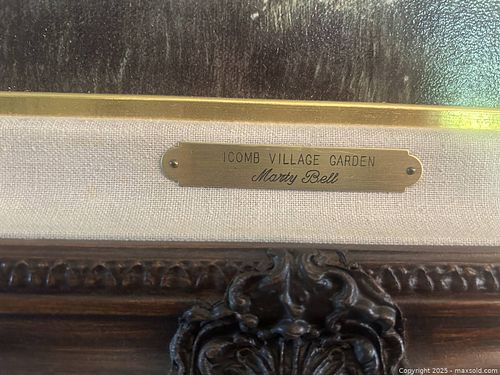 ICOMB VILLAGE GARDEN
Marty Bell
Copyright © 2025 - maxsold.com